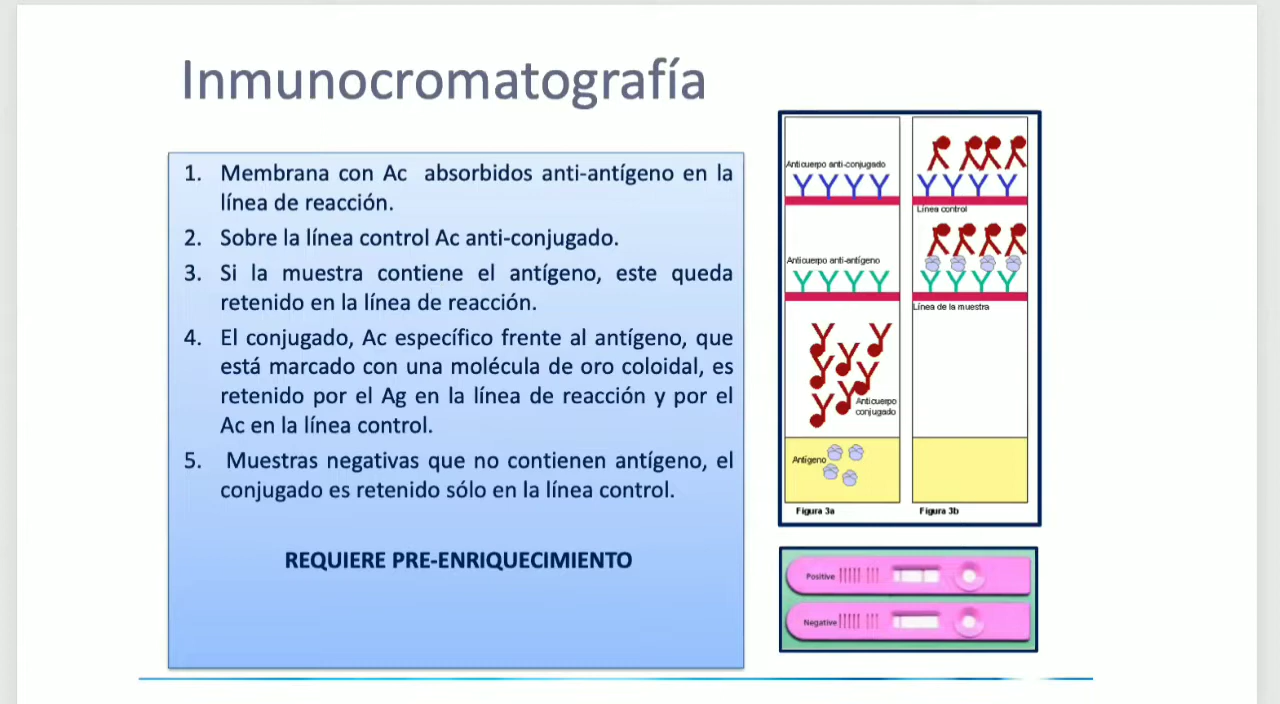 Inmunocromatografía
1. Membrana con Ac absorbidos anti-antígeno en la
línea de reacción.
2. Sobre la línea control Ac anti-conjugado.
3. Si la muestra contiene el antígeno, este queda
retenido en la línea de reacción.
4. El conjugado, Ac específico frente al antígeno, que
está marcado con una molécula de oro coloidal, es
retenido por el Ag en la línea de reacción y por el
Ac en la línea control.
5. Muestras negativas que no contienen antígeno, el
conjugado es retenido sólo en la línea control.
REQUIERE PRE-ENRIQUECIMIENTO
Anticuerpo anti-conjugado
Anticuerpo anti-antígeno
Anticuerpo
conjugado
Antígeno
Figura 3a
Línea control
Línea de la muestra
Figura 3b
Positive
Negative